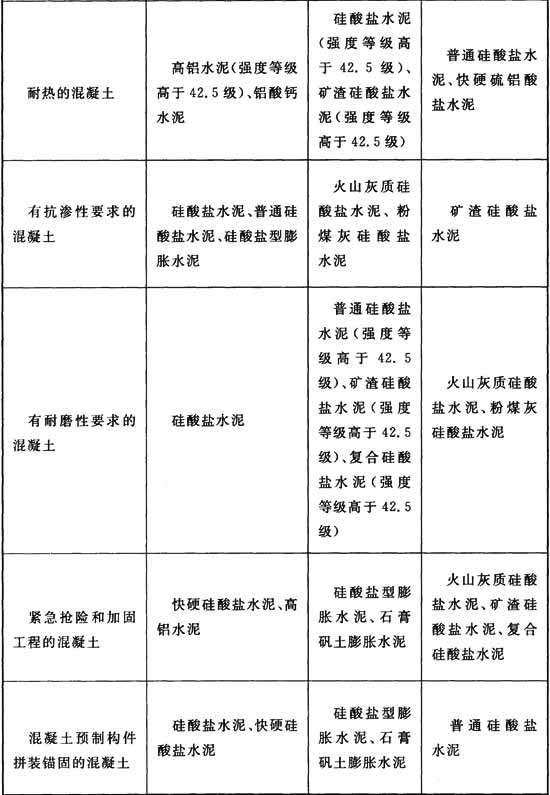 耐热的混凝土
高铝水泥(强度等级
高于42.5级)、铝酸钙
水泥
硅酸盐水泥
(强度等级高
于42.5级)、
矿渣硅酸盐水
泥(强度等级
高于42.5级)
普通硅酸盐水
泥、快硬硫铝酸
盐水泥
有抗渗性要求的
混凝土
硅酸盐水泥、普通硅
酸盐水泥、硅酸盐型膨
胀水泥
火山灰质硅
酸盐水泥、粉
煤灰硅酸盐
水泥
矿渣硅酸盐
水泥
有耐磨性要求的
混凝土
硅酸盐水泥
普通硅酸盐
水泥(强度等
级高于42.5
级)、矿渣硅酸
盐水泥(强度
等级高于42.5
级)、复合硅酸
盐水泥(强度
等级高于42.5
级)
火山灰质硅酸
盐水泥、粉煤灰
硅酸盐水泥
紧急抢险和加固
工程的混凝土
快硬硅酸盐水泥、高
铝水泥
硅酸盐型膨
胀水泥、石膏
矾土膨胀水泥
火山灰质硅酸
盐水泥、矿渣硅
酸盐水泥、复合
硅酸盐水泥
混凝土预制构件
拼装锚固的混凝土
硅酸盐水泥、快硬硅
酸盐水泥
硅酸盐型膨
胀水泥、石膏
矾土膨胀水泥
普通硅酸盐
水泥